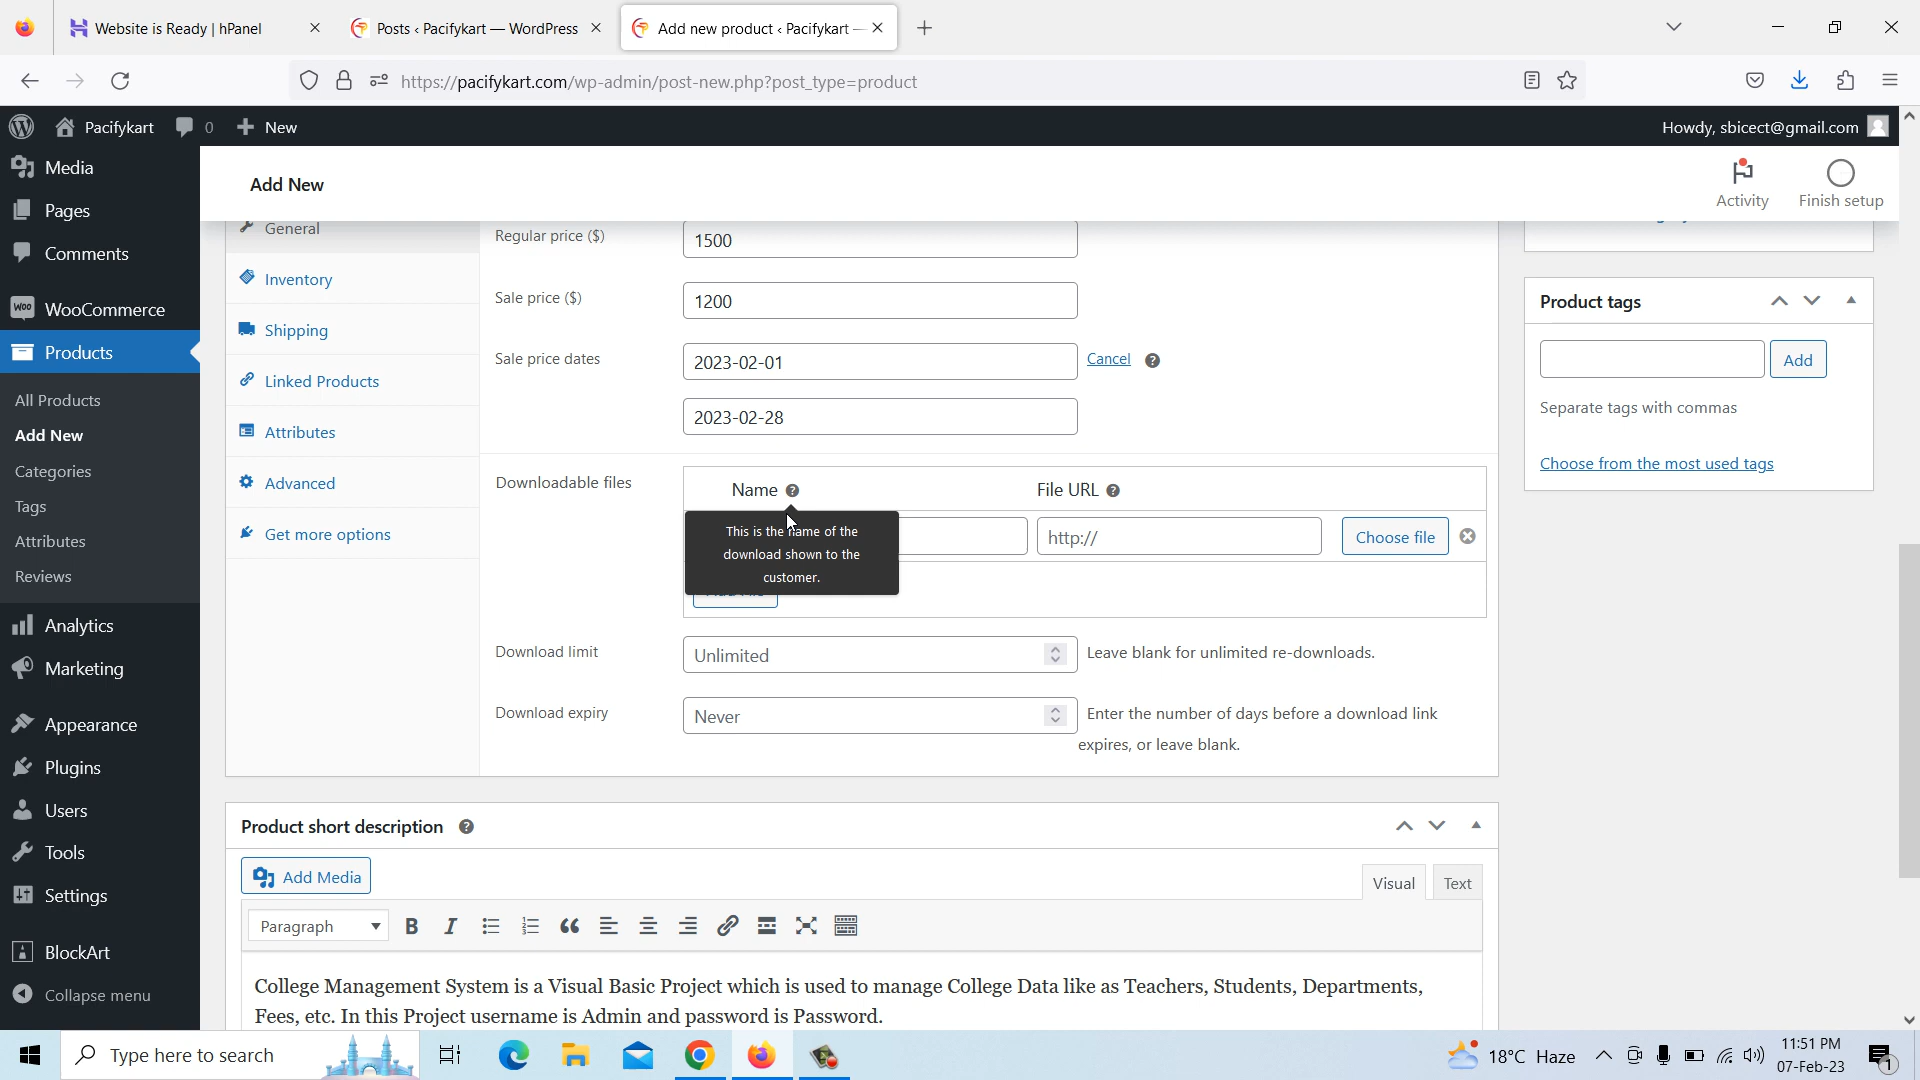 Website is Ready | hPanel
Posts ‹ Pacifykart — WordPress
Add new product ‹ Pacifykart —
https://pacifykart.com/wp-admin/post-new.php?post_type=product
Pacifykart
0
New
Howdy, sbicect@gmail.com
Media
Pages
Comments
WooCommerce
Products
All Products
Add New
Categories
Tags
Attributes
Reviews
Analytics
Marketing
Appearance
Plugins
Users
Tools
Settings
BlockArt
Collapse menu
Add New
Activity
Finish setup
General
Inventory
Shipping
Linked Products
Attributes
Advanced
Get more options
Regular price ($)
1500
Sale price ($)
1200
Sale price dates
2023-02-01
Cancel
2023-02-28
Downloadable files
Name
File URL
This is the name of the
download shown to the
customer.
http://
Choose file
Download limit
Unlimited
Leave blank for unlimited re-downloads.
Download expiry
Never
Enter the number of days before a download link
expires, or leave blank.
Product tags
Add
Separate tags with commas
Choose from the most used tags
Product short description
Add Media
Visual
Text
Paragraph
College Management System is a Visual Basic Project which is used to manage College Data like as Teachers, Students, Departments,
Fees, etc. In this Project username is Admin and password is Password.
Type here to search
18°C Haze
11:51 PM
07-Feb-23
1